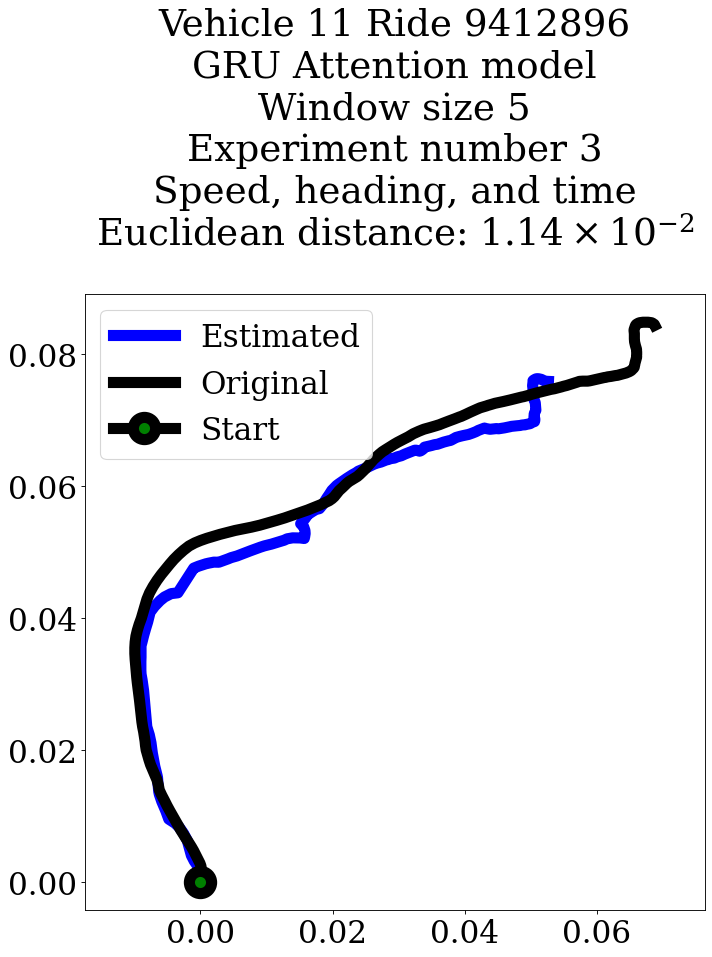 Vehicle 11 Ride 9412896
GRU Attention model
Window size 5
Experiment number 3
Speed, heading, and time
Euclidean distance: 1.14 × 10⁻²
Estimated
Original
Start
0.08
0.06
0.04
0.02
0.00
0.00 0.02 0.04 0.06